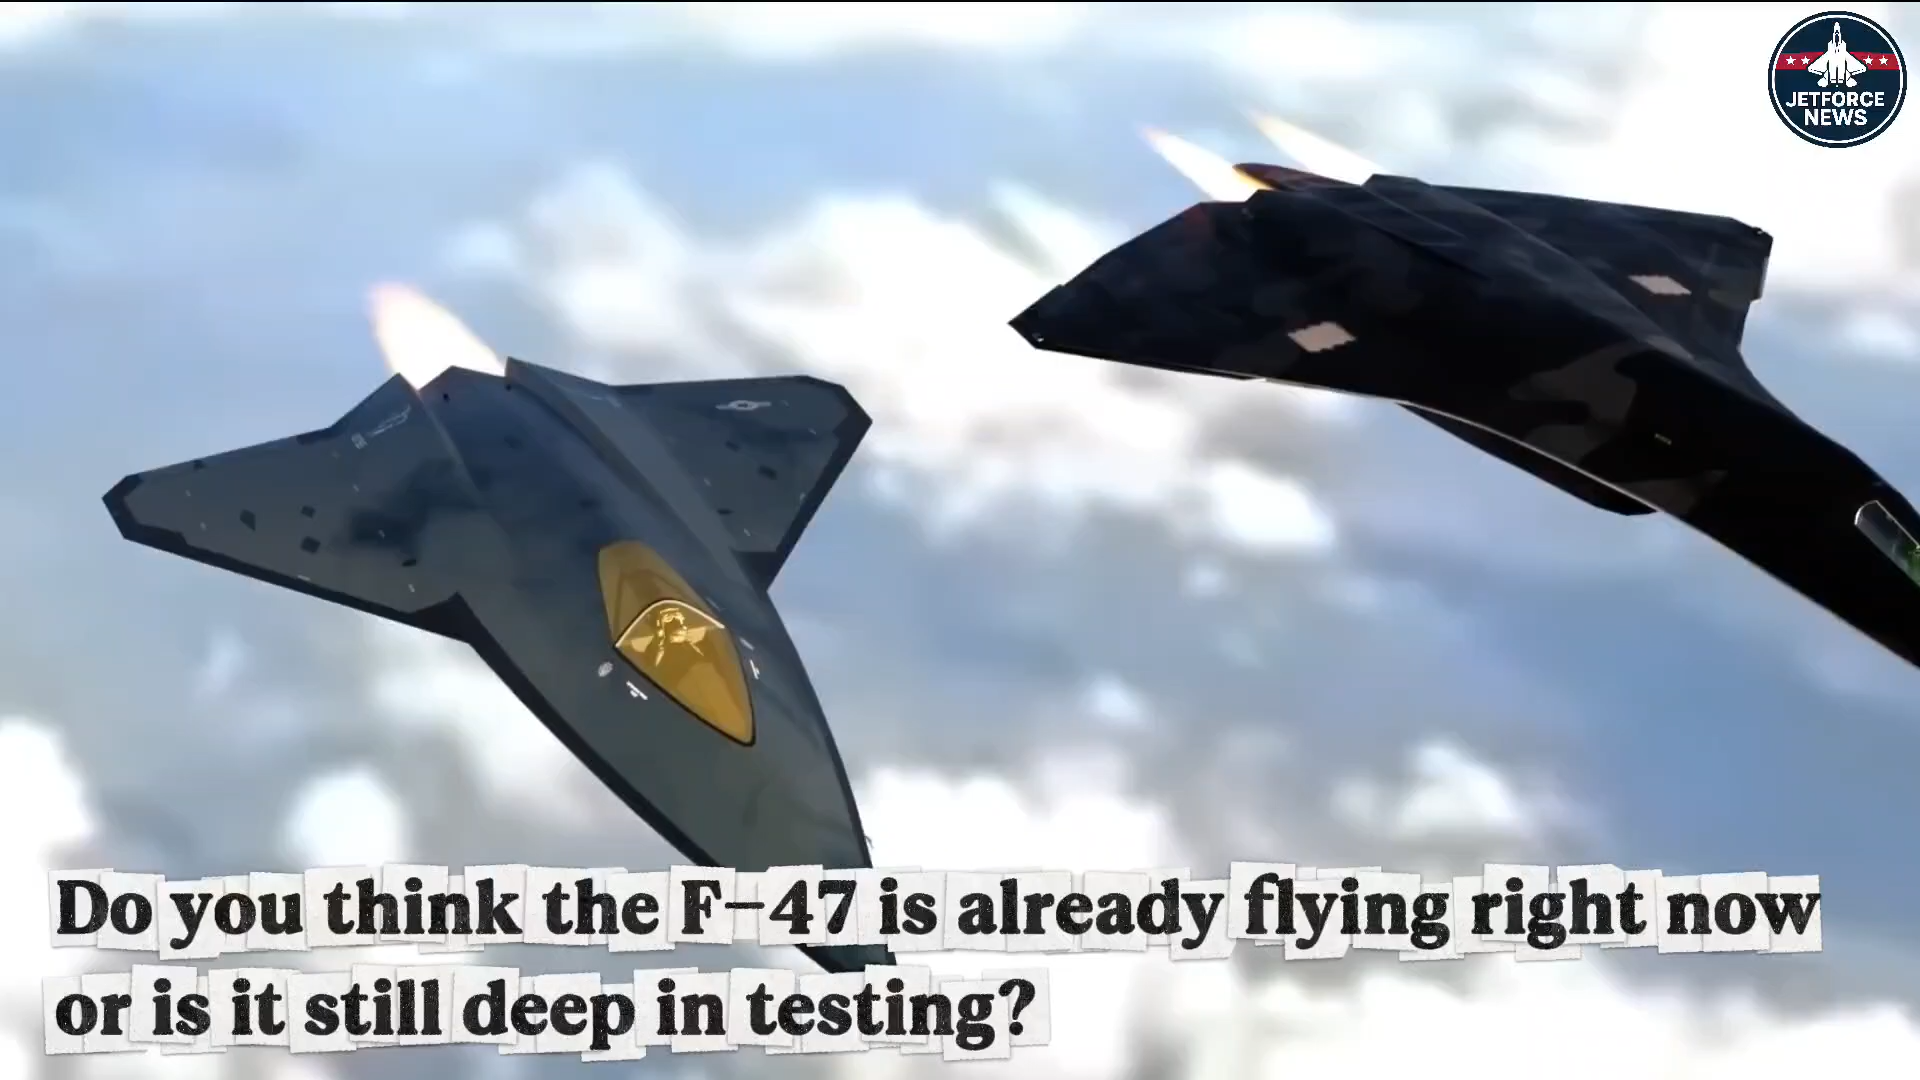 JETFORCE
NEWS
Do you think the F-47 is already flying right now
or is it still deep in testing?